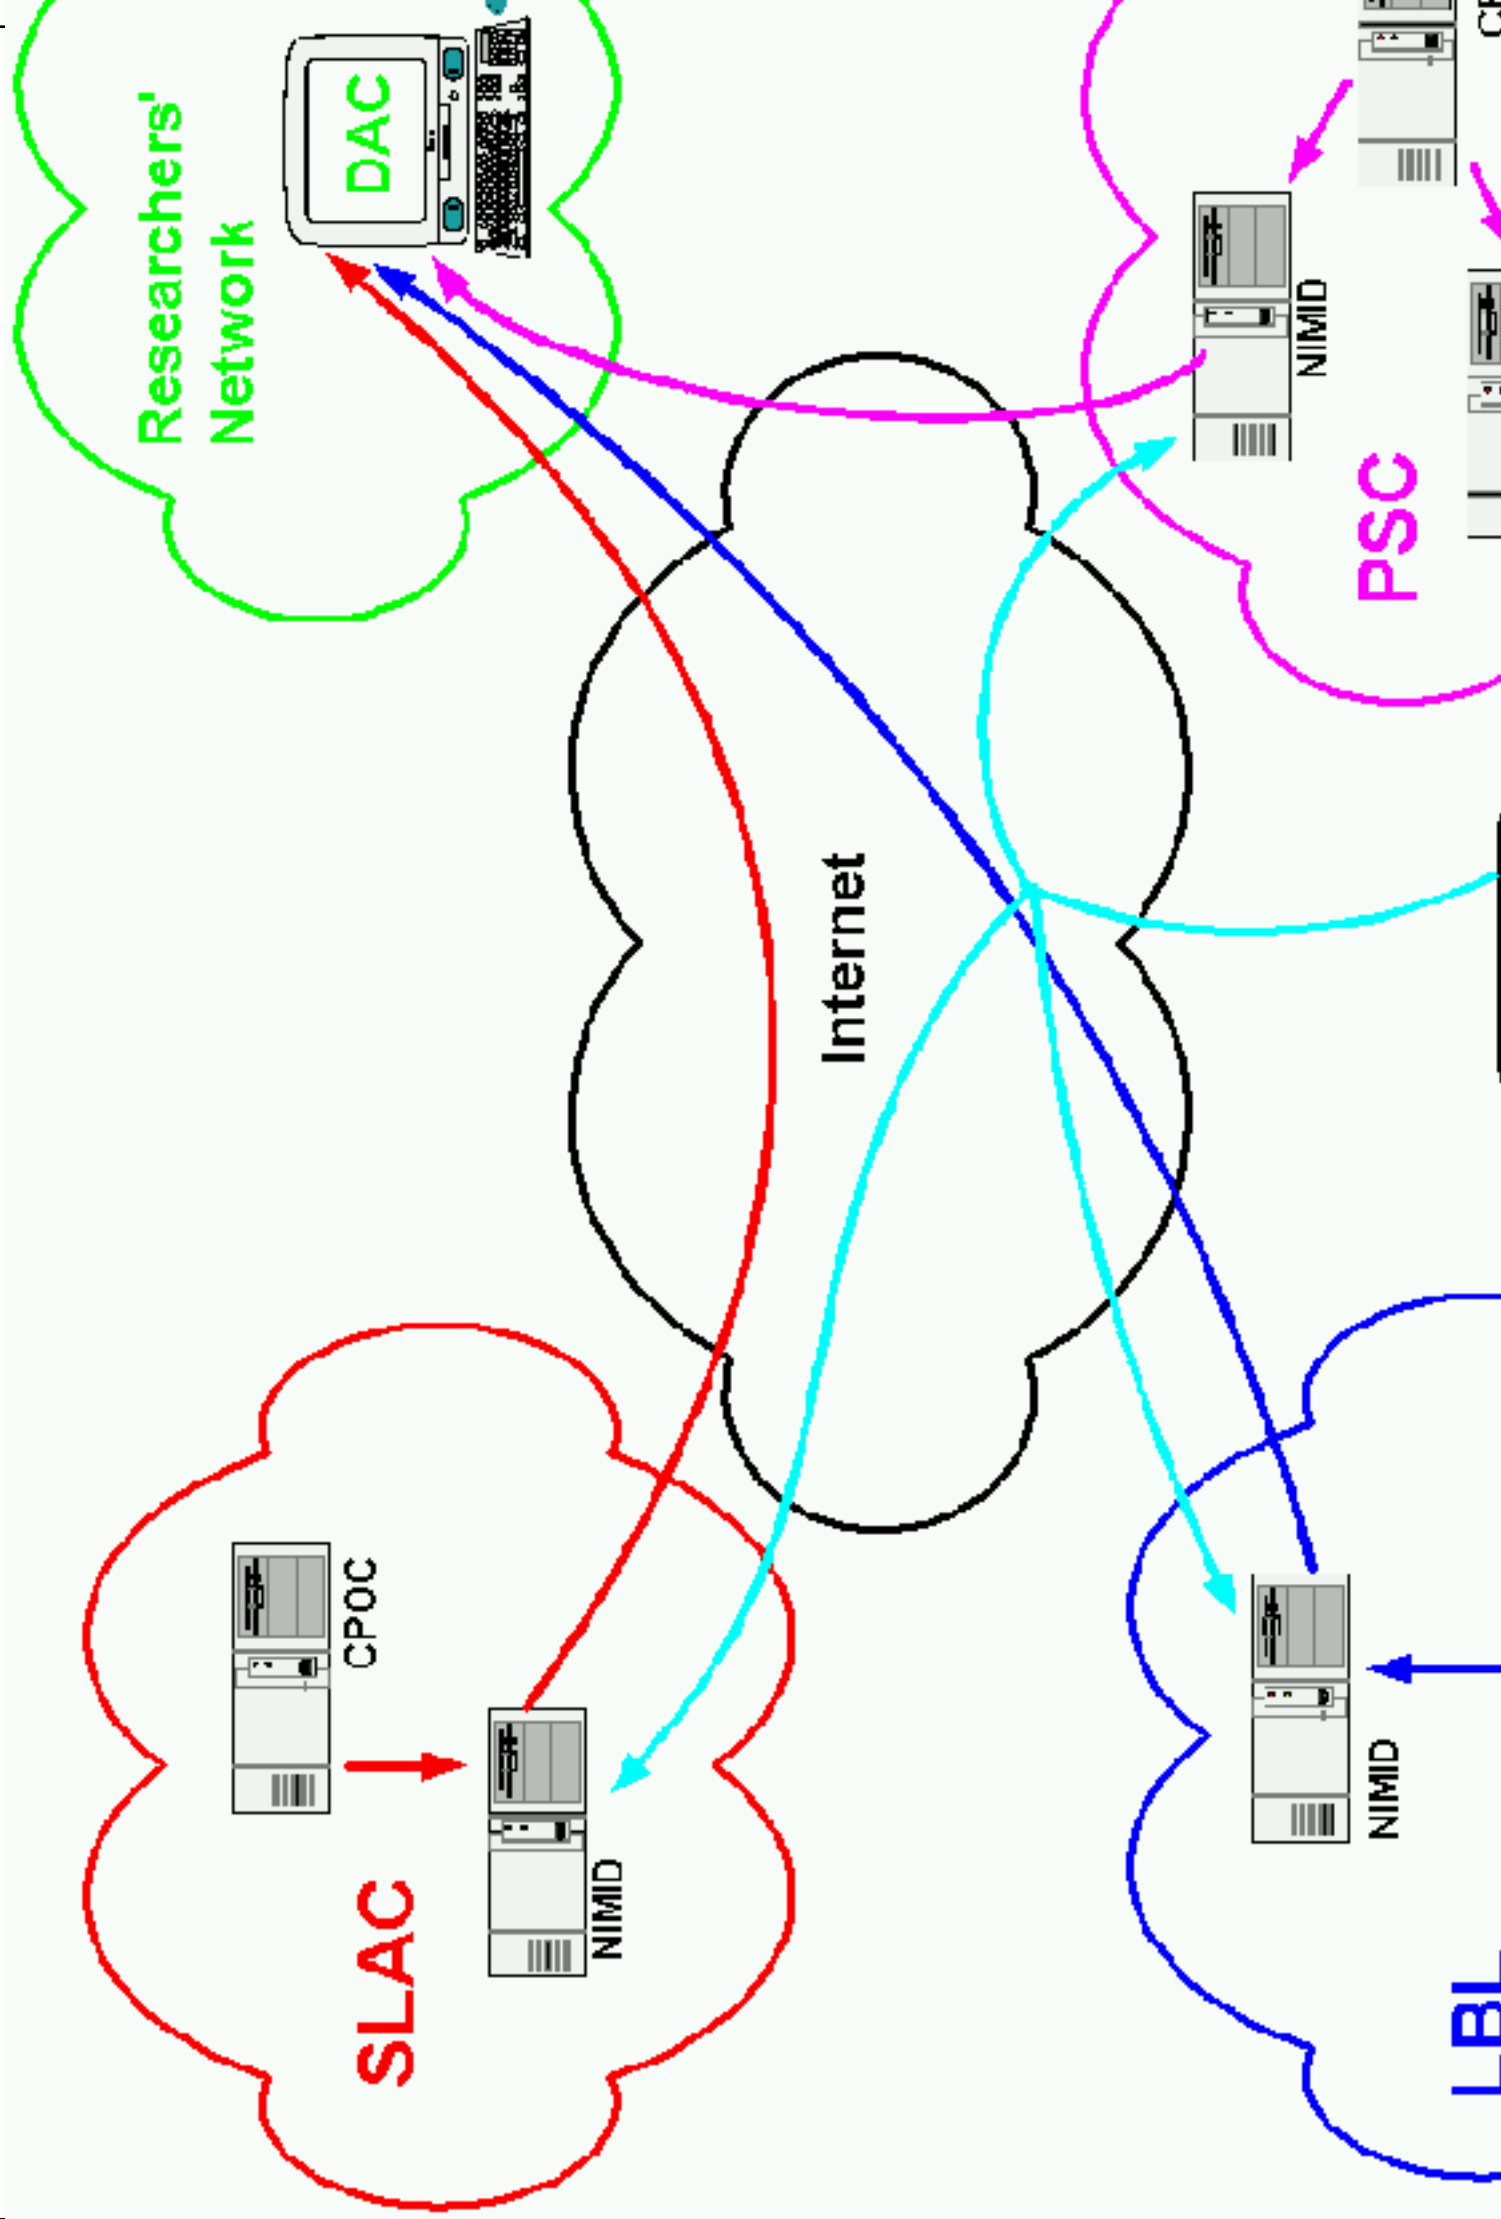 SLAC
CPOC
NIMID
Researchers'
Network
DAC
Internet
LBL
NIMID
PSC
NIMID